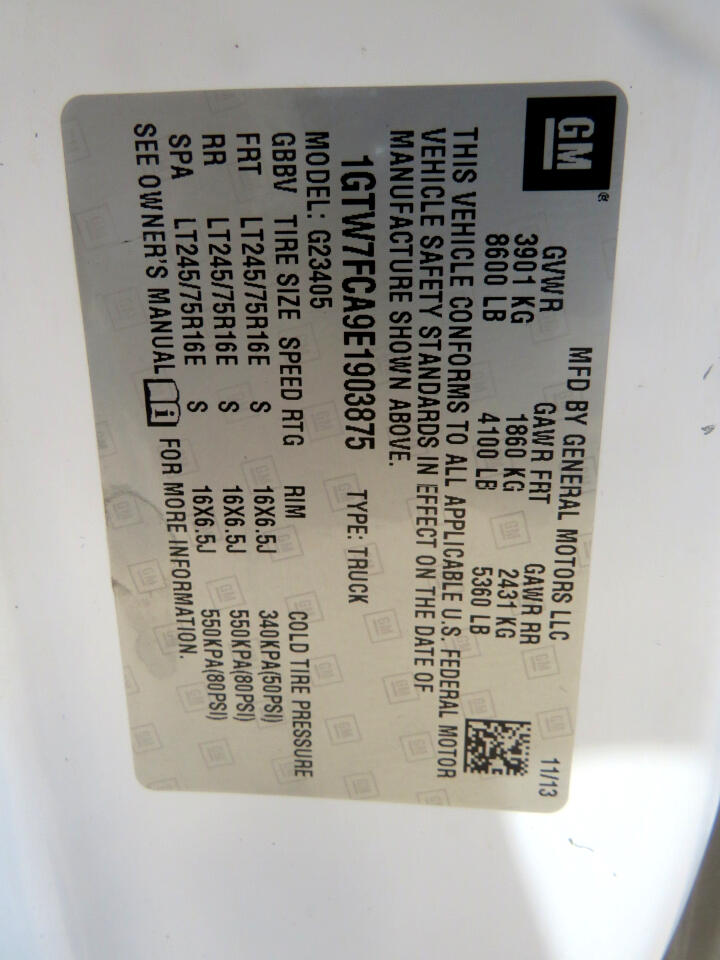 GM®
MFD BY GENERAL MOTORS LLC 11/13
GVWR GAWR FRT GAWR RR
3901 KG 1860 KG 2431 KG
8600 LB 4100 LB 5360 LB
THIS VEHICLE CONFORMS TO ALL APPLICABLE U.S. FEDERAL MOTOR
VEHICLE SAFETY STANDARDS IN EFFECT ON THE DATE OF
MANUFACTURE SHOWN ABOVE.
1GTW7FCA9E1903875 TYPE: TRUCK
MODEL: G23405
GBBV TIRE SIZE SPEED RTG RIM COLD TIRE PRESSURE
FRT LT245/75R16E S 16X6.5J 340KPA(50PSI)
RR LT245/75R16E S 16X6.5J 550KPA(80PSI)
SPA LT245/75R16E S 16X6.5J 550KPA(80PSI)
SEE OWNER'S MANUAL i FOR MORE INFORMATION.